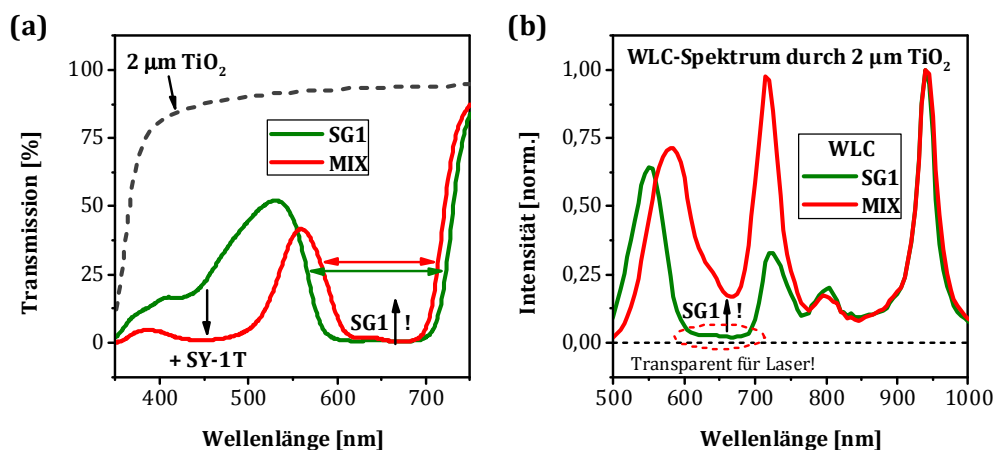 (a)
2 µm TiO₂
SG1
MIX
SG1 !
+ SY-1T
Transmission [%]
100
75
50
25
0
400 500 600 700
Wellenlänge [nm]
(b)
WLC-Spektrum durch 2 µm TiO₂
WLC
SG1
MIX
SG1 !
Transparent für Laser!
Intensität [norm.]
1,00
0,75
0,50
0,25
0,00
500 600 700 800 900 1000
Wellenlänge [nm]